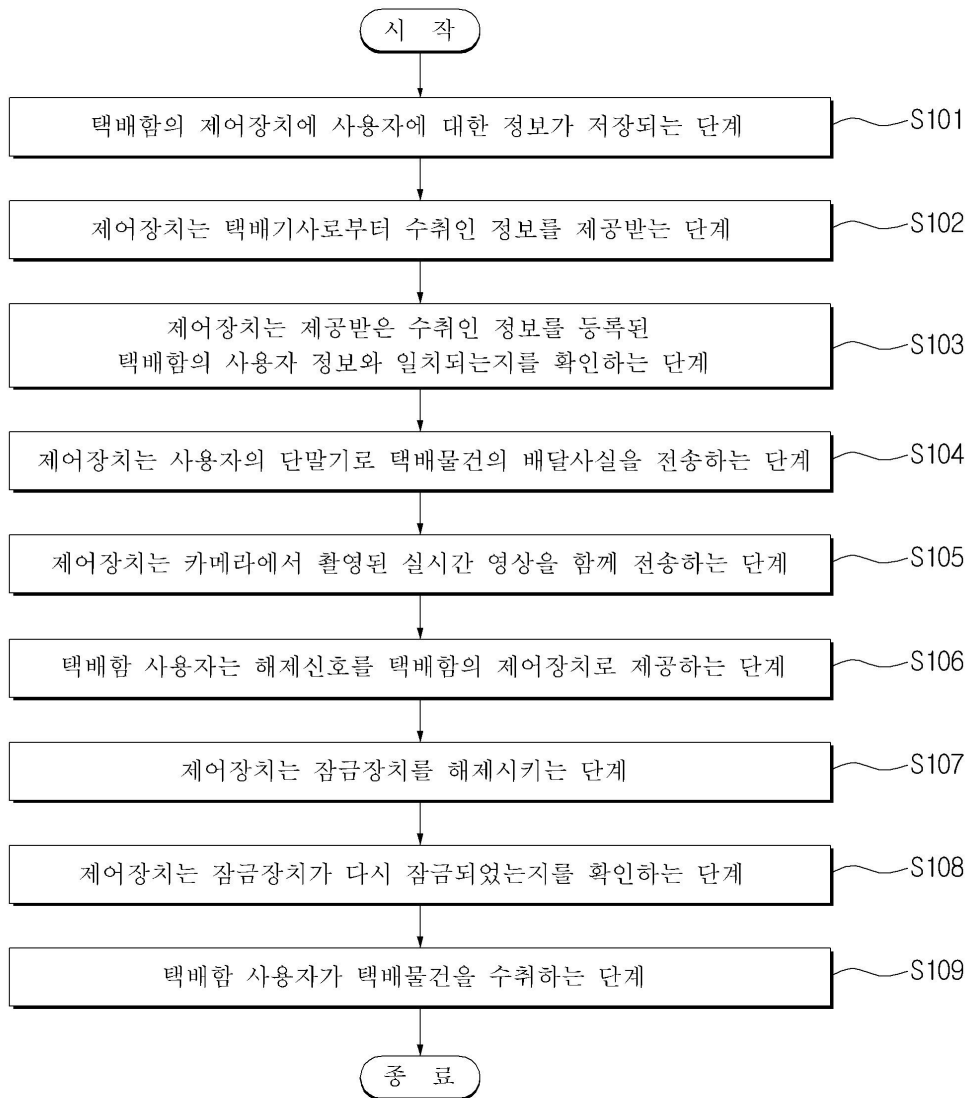 시 작
택배함의 제어장치에 사용자에 대한 정보가 저장되는 단계
S101
제어장치는 택배기사로부터 수취인 정보를 제공받는 단계
S102
제어장치는 제공받은 수취인 정보를 등록된
택배함의 사용자 정보와 일치되는지를 확인하는 단계
S103
제어장치는 사용자의 단말기로 택배물건의 배달사실을 전송하는 단계
S104
제어장치는 카메라에서 촬영된 실시간 영상을 함께 전송하는 단계
S105
택배함 사용자는 해제신호를 택배함의 제어장치로 제공하는 단계
S106
제어장치는 잠금장치를 해제시키는 단계
S107
제어장치는 잠금장치가 다시 잠금되었는지를 확인하는 단계
S108
택배함 사용자가 택배물건을 수취하는 단계
S109
종 료